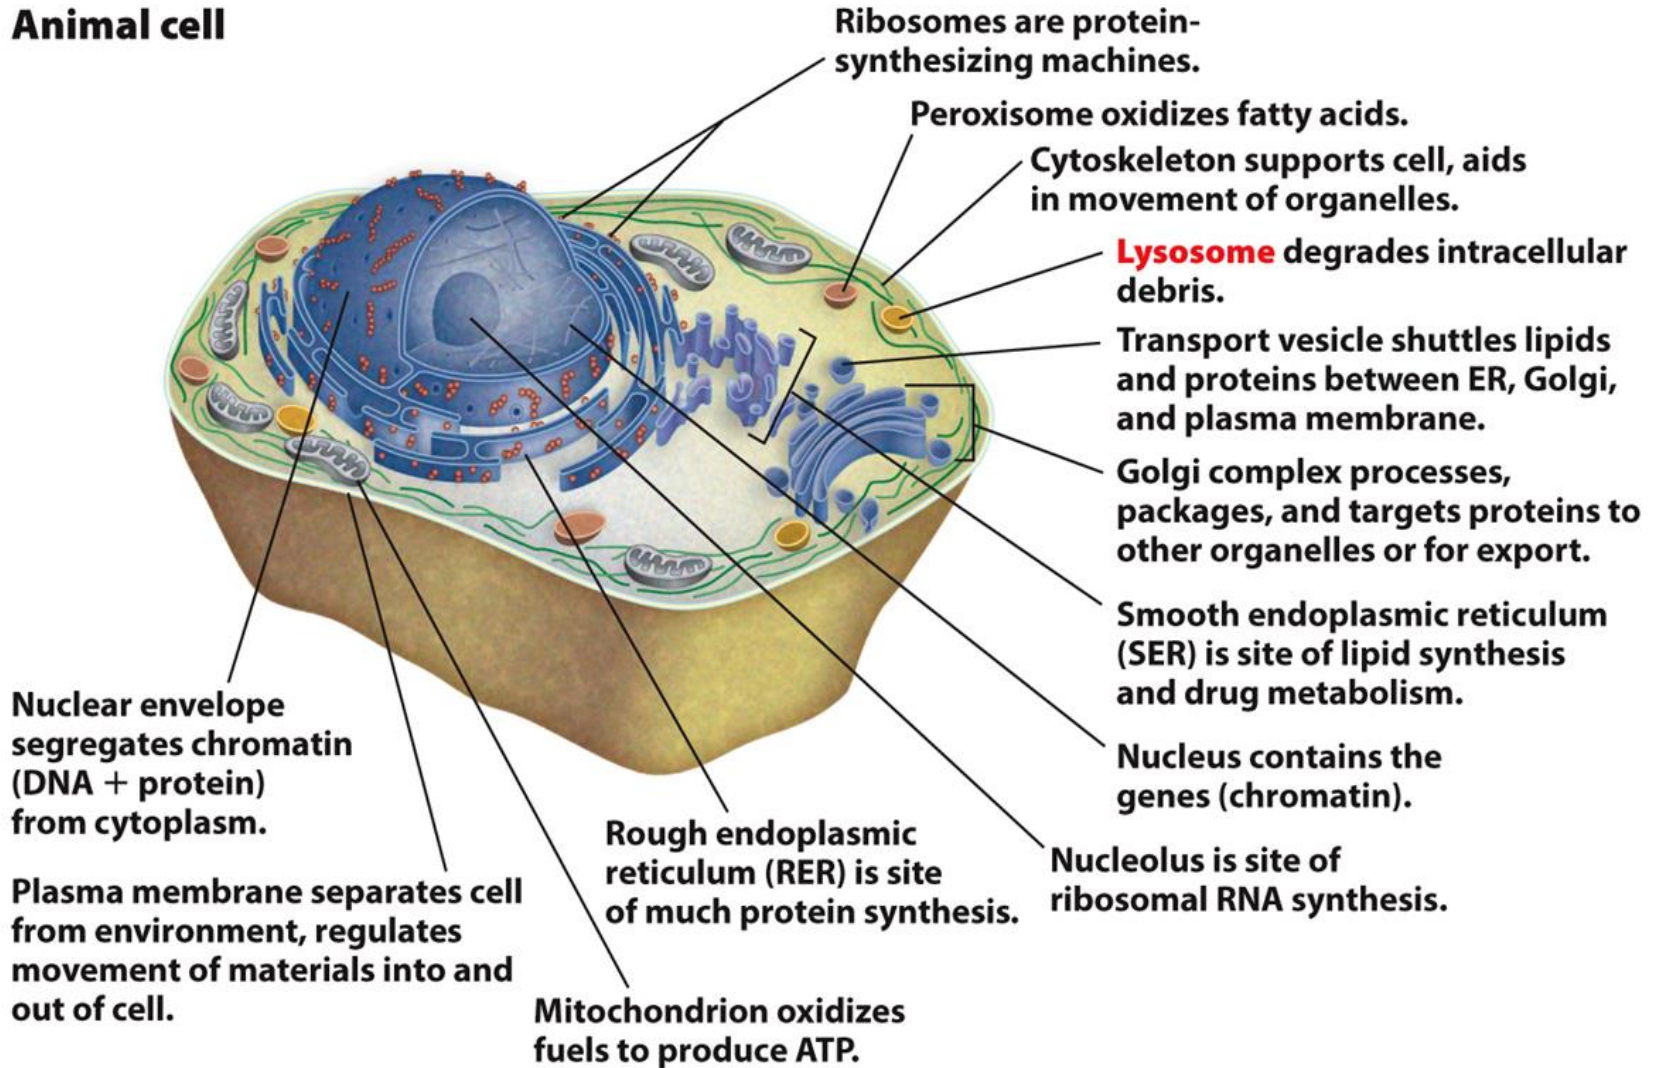 Animal cell
Ribosomes are protein-
synthesizing machines.
Peroxisome oxidizes fatty acids.
Cytoskeleton supports cell, aids
in movement of organelles.
Lysosome degrades intracellular
debris.
Transport vesicle shuttles lipids
and proteins between ER, Golgi,
and plasma membrane.
Golgi complex processes,
packages, and targets proteins to
other organelles or for export.
Smooth endoplasmic reticulum
(SER) is site of lipid synthesis
and drug metabolism.
Nucleus contains the
genes (chromatin).
Nucleolus is site of
ribosomal RNA synthesis.
Rough endoplasmic
reticulum (RER) is site
of much protein synthesis.
Mitochondrion oxidizes
fuels to produce ATP.
Nuclear envelope
segregates chromatin
(DNA + protein)
from cytoplasm.
Plasma membrane separates cell
from environment, regulates
movement of materials into and
out of cell.